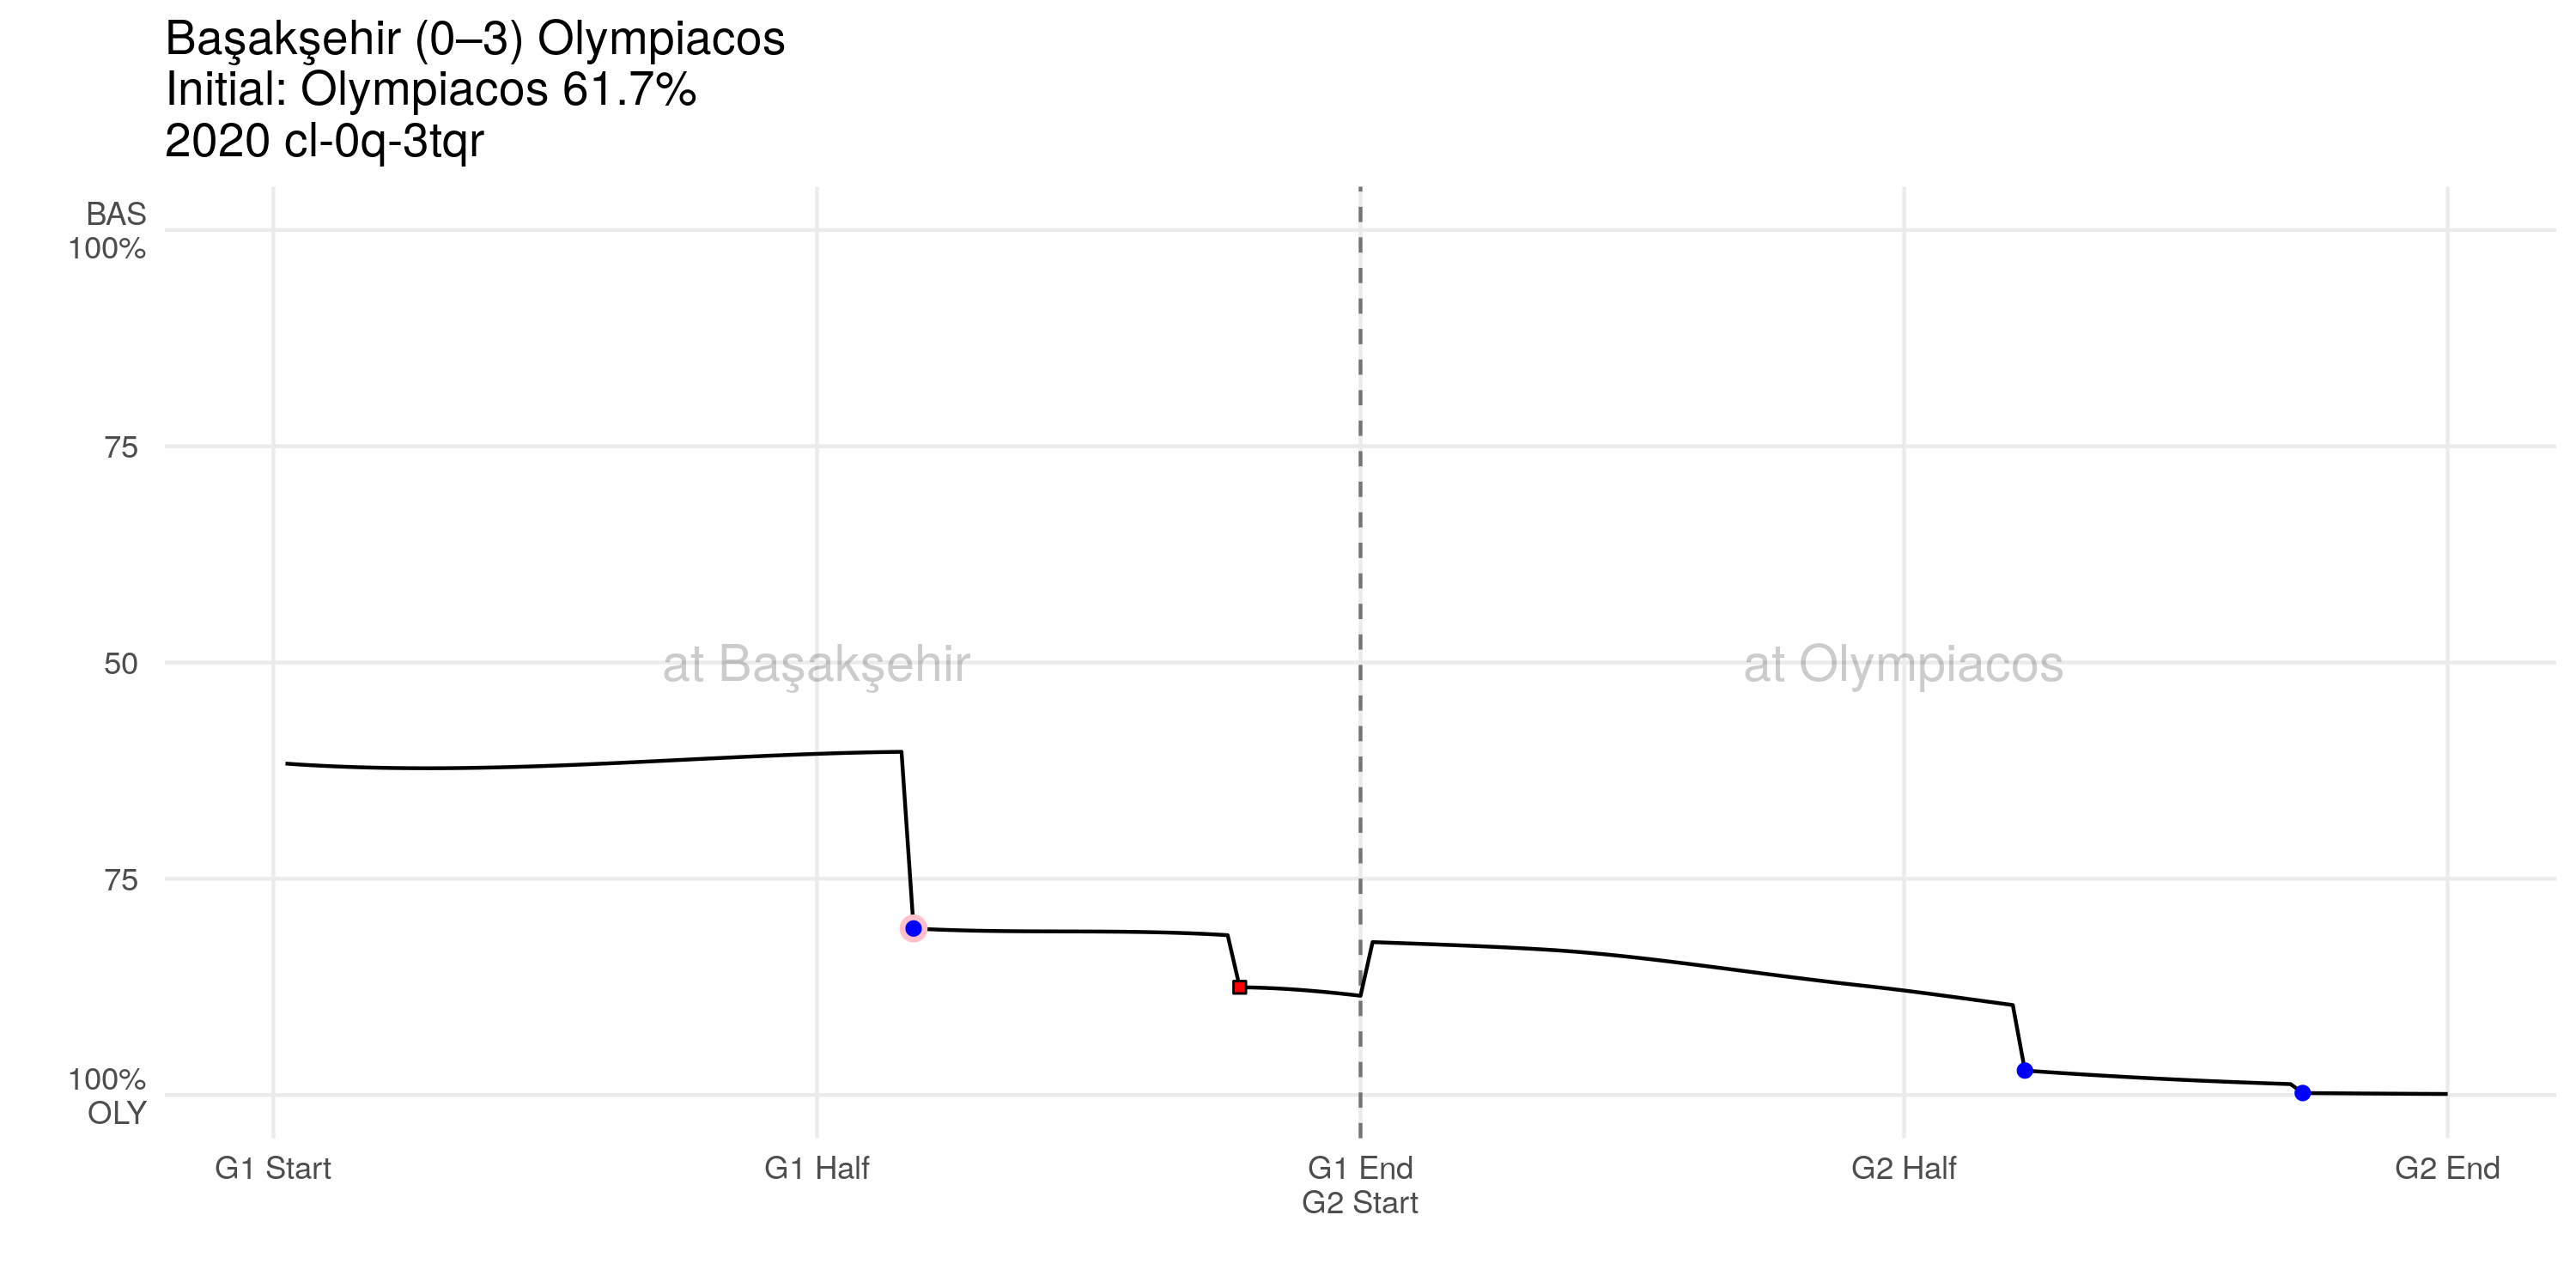 Başakşehir (0–3) Olympiacos
Initial: Olympiacos 61.7%
2020 cl-0q-3tqr
BAS
100%
75
50
75
100%
OLY
at Başakşehir
at Olympiacos
G1 Start
G1 Half
G1 End
G2 Start
G2 Half
G2 End